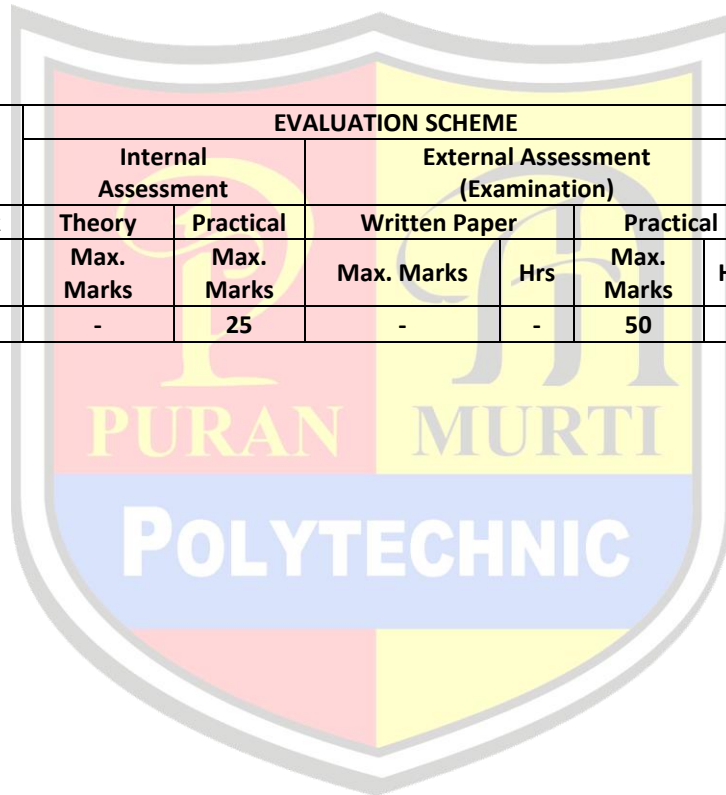 EVALUATION SCHEME
Internal Assessment
External Assessment (Examination)
Theory Practical Written Paper Practical
Max. Marks Max. Marks Max. Marks Hrs Max. Marks
- 25 - - 50
PURAN MURTI
POLYTECHNIC